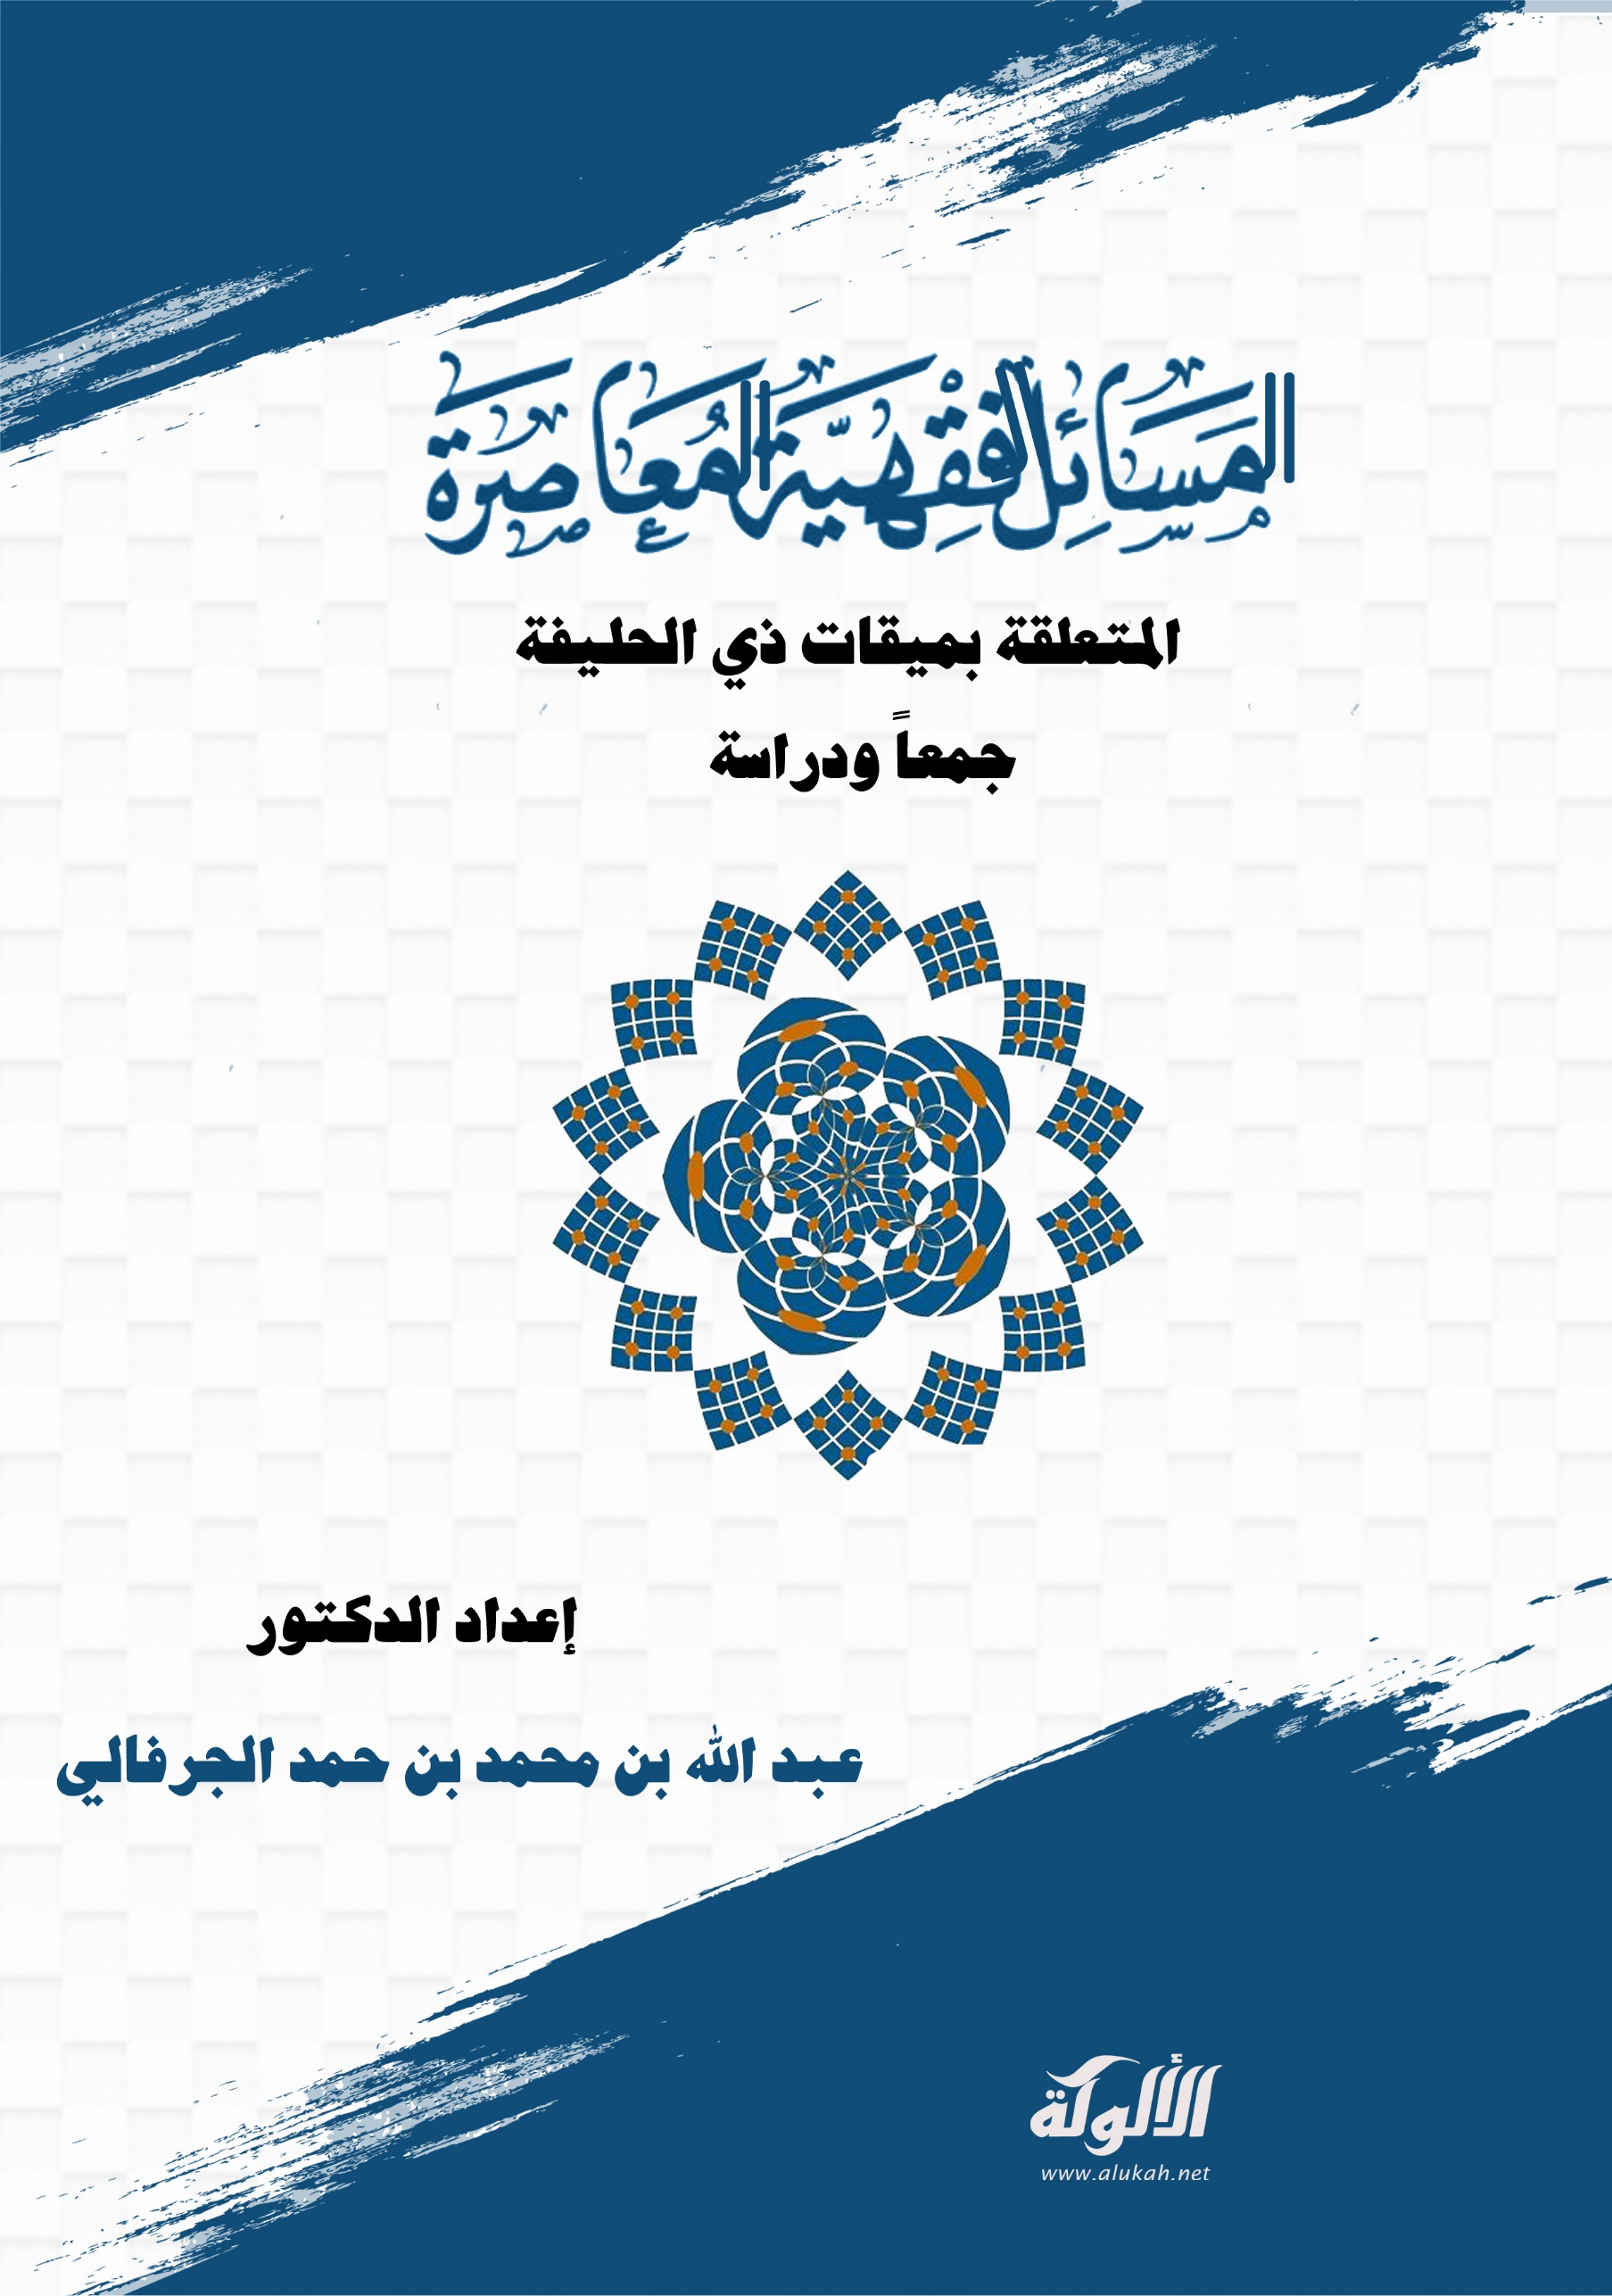 المسائل الفقهية المعاصرة
المتعلقة بميقات ذي الحليفة
جمعاً ودراسة
إعداد الدكتور
عبد الله بن محمد بن حمد الجرفالي
الألوكة
www.alukah.net